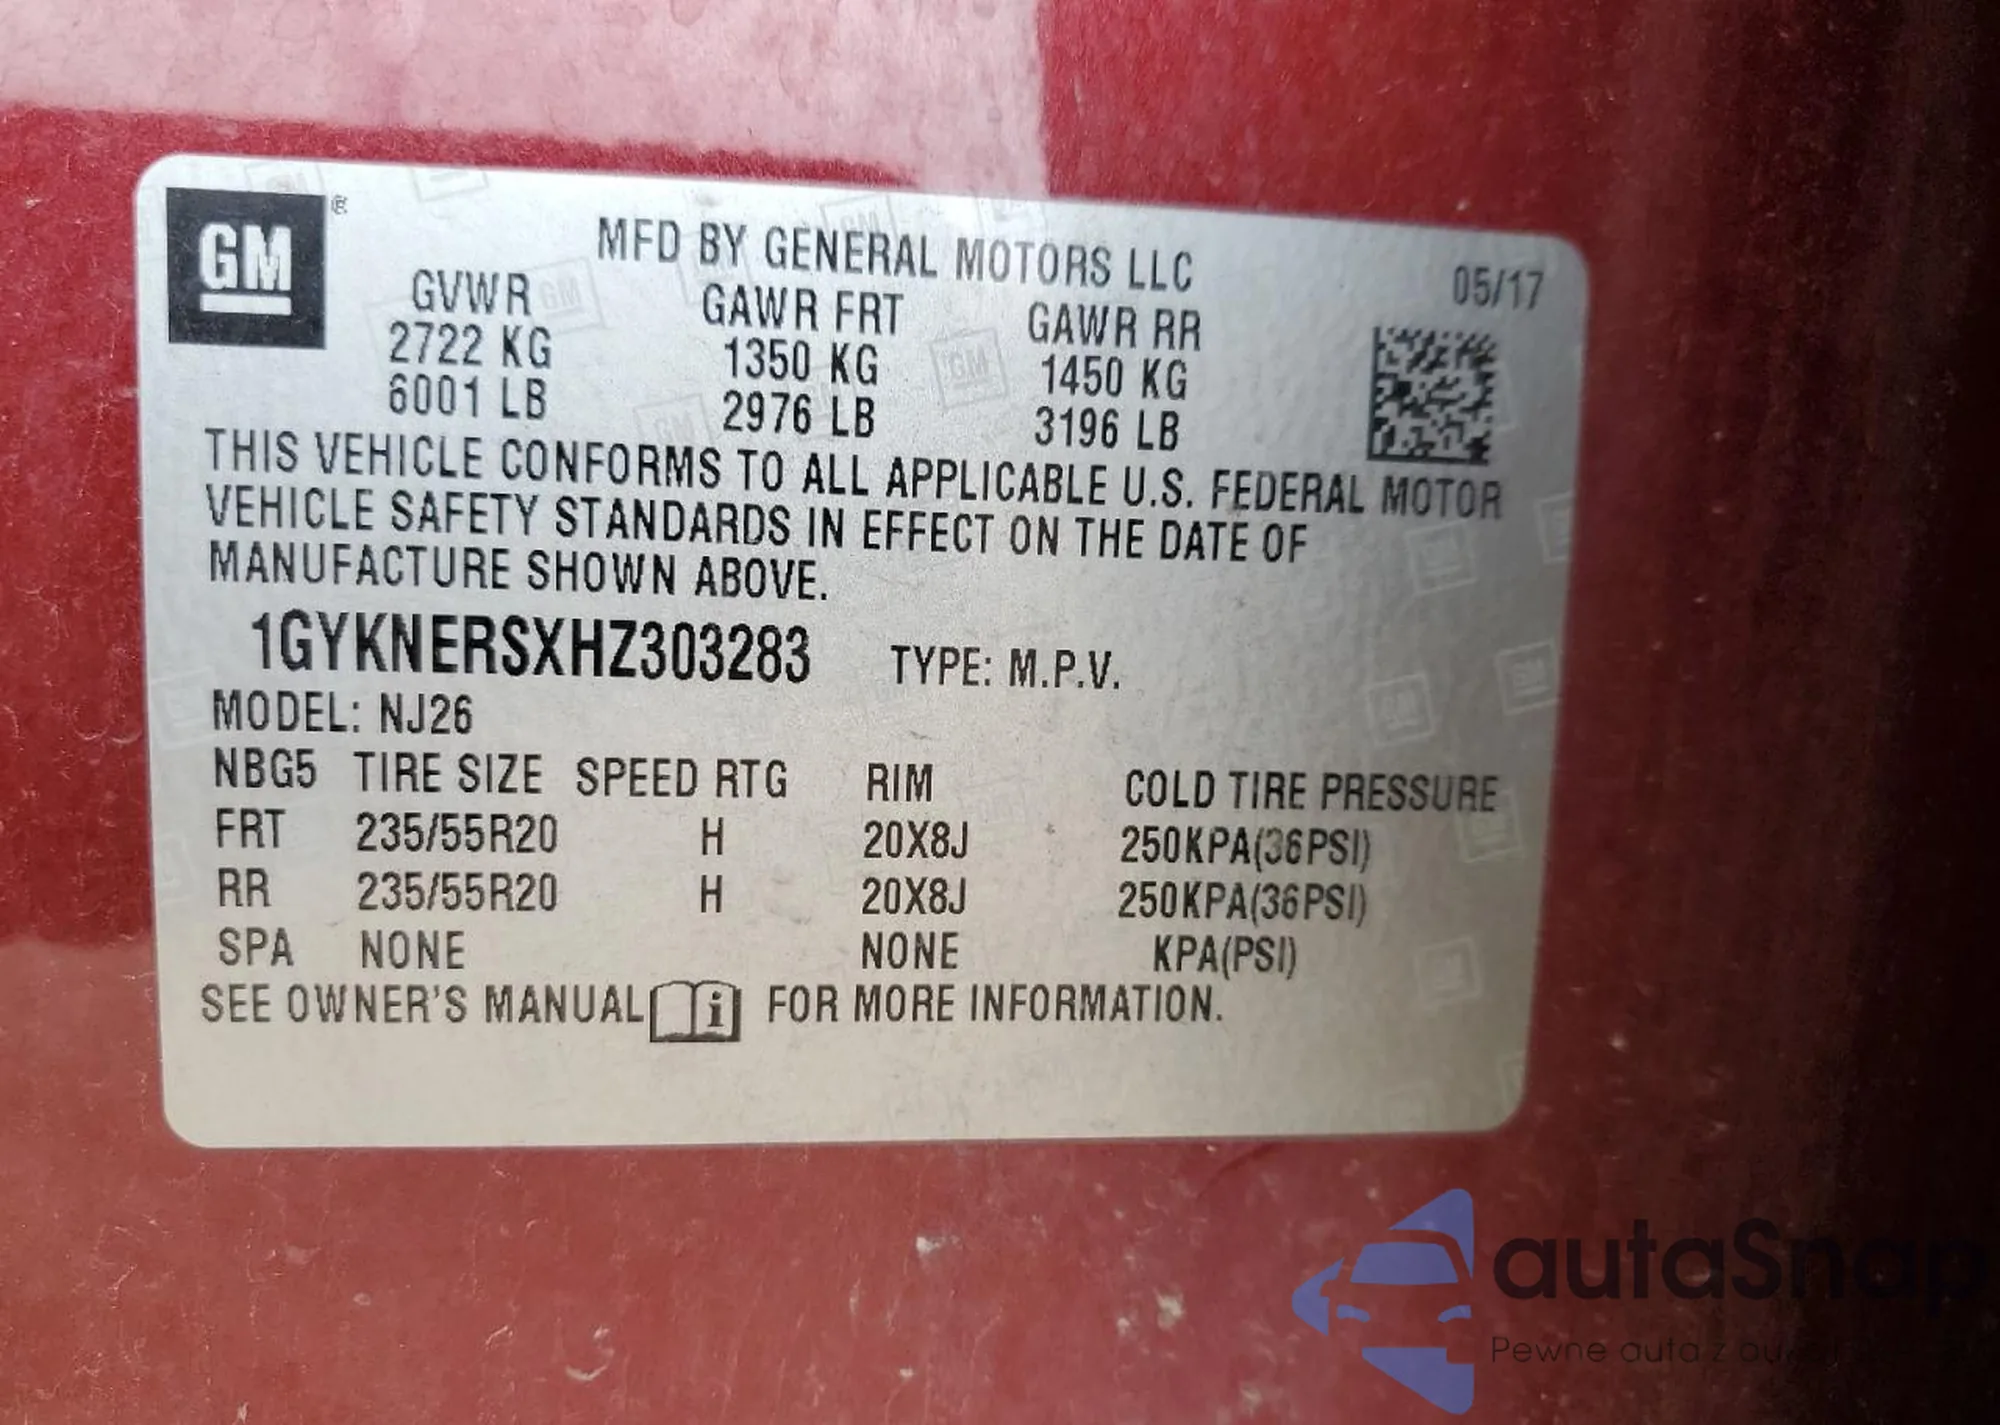 GM ®
MFD BY GENERAL MOTORS LLC
05/17
GVWR GAWR FRT GAWR RR
2722 KG 1350 KG 1450 KG
6001 LB 2976 LB 3196 LB
THIS VEHICLE CONFORMS TO ALL APPLICABLE U.S. FEDERAL MOTOR
VEHICLE SAFETY STANDARDS IN EFFECT ON THE DATE OF
MANUFACTURE SHOWN ABOVE.
1GYKNERSXHZ303283 TYPE: M.P.V.
MODEL: NJ26
NBG5 TIRE SIZE SPEED RTG RIM COLD TIRE PRESSURE
FRT 235/55R20 H 20X8J 250KPA(36PSI)
RR 235/55R20 H 20X8J 250KPA(36PSI)
SPA NONE NONE KPA(PSI)
SEE OWNER'S MANUAL FOR MORE INFORMATION.
autaSnap
Pewne auta z